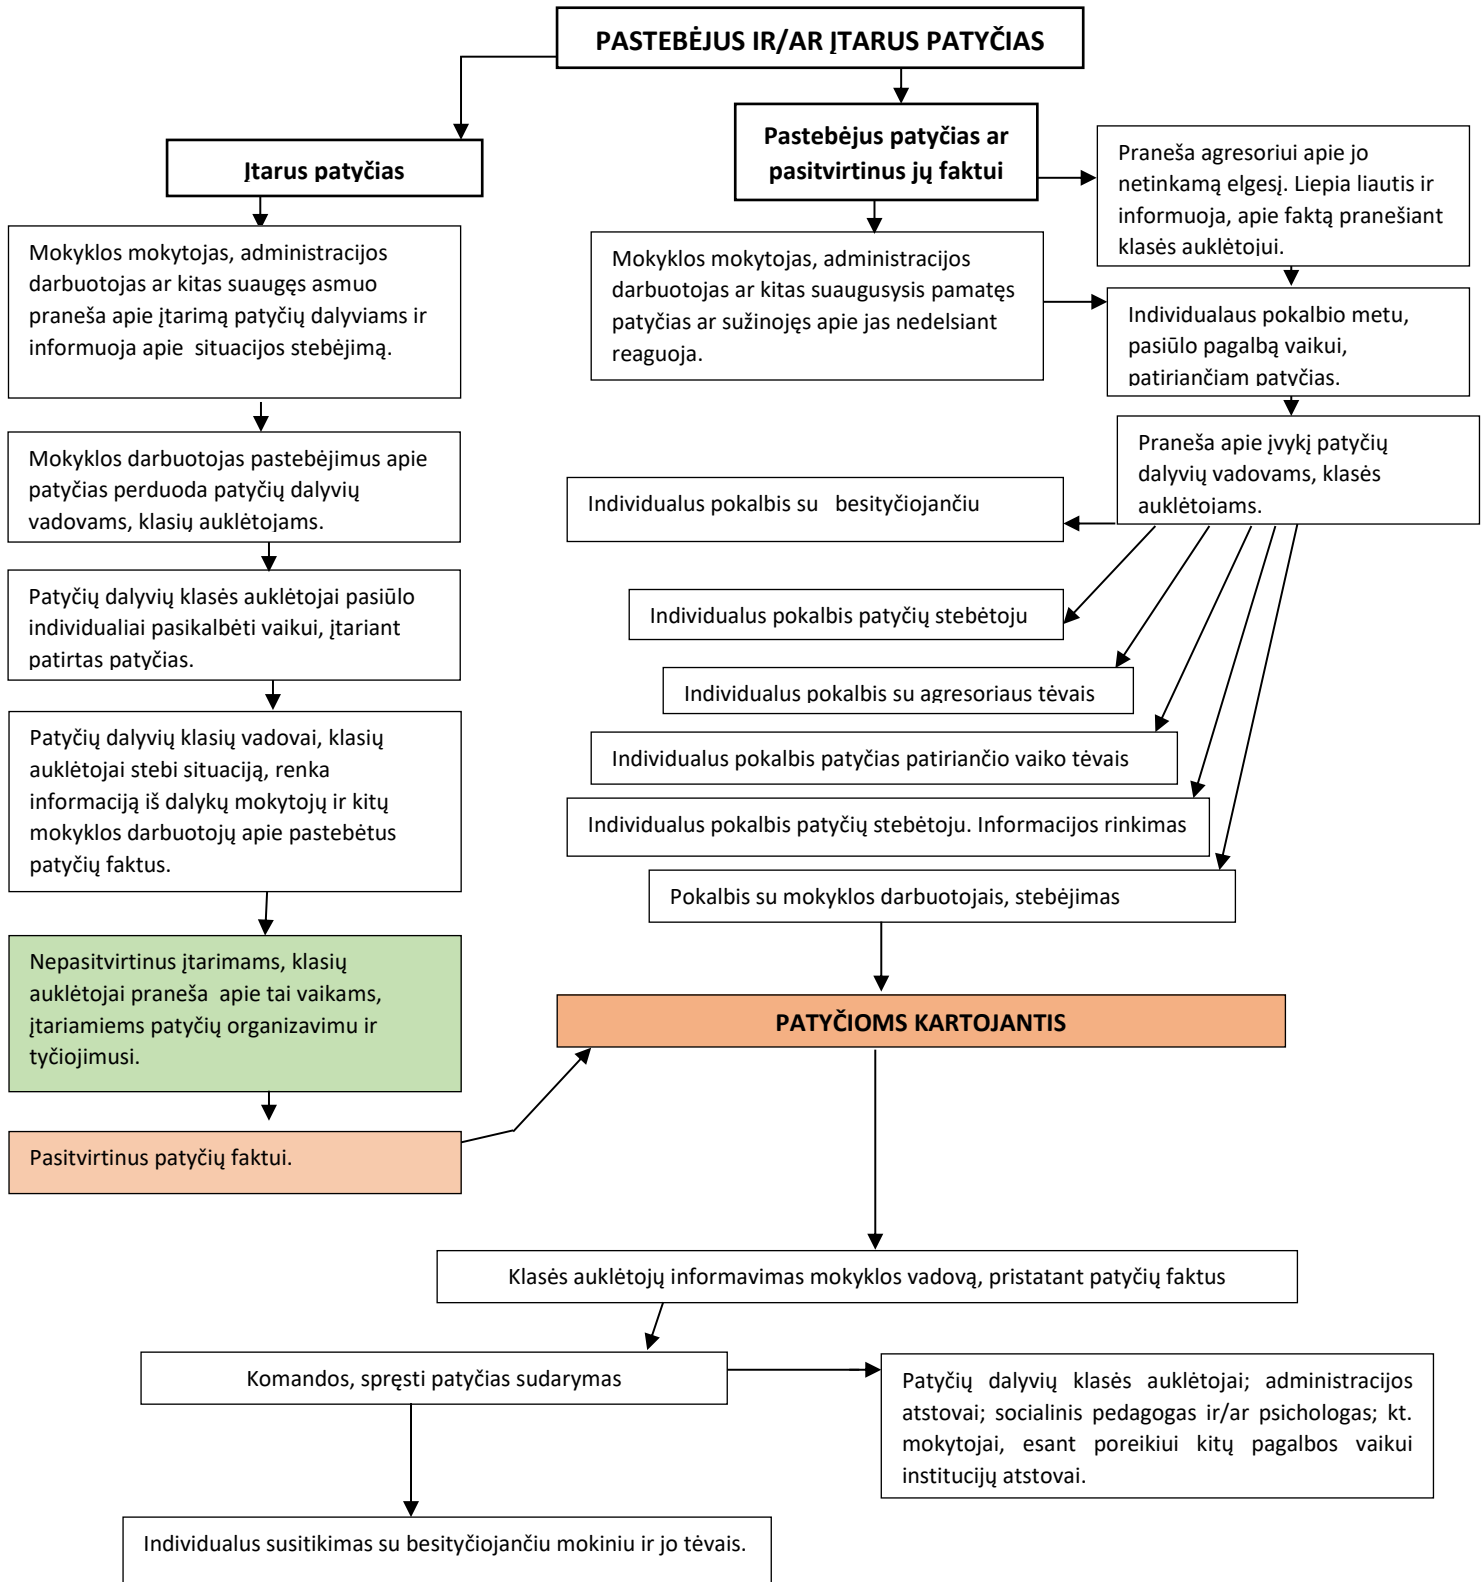 PASTEBĖJUS IR/AR ĮTARUS PATYČIAS
Įtarus patyčias
Mokyklos mokytojas, administracijos
darbuotojas ar kitas suaugęs asmuo
praneša apie įtarimą patyčių dalyviams ir
informuoja apie situacijos stebėjimą.
Mokyklos darbuotojas pastebėjimus apie
patyčias perduoda patyčių dalyvių
vadovams, klasių auklėtojams.
Patyčių dalyvių klasės auklėtojai pasiūlo
individualiai pasikalbėti vaikui, įtariant
patirtas patyčias.
Patyčių dalyvių klasių vadovai, klasių
auklėtojai stebi situaciją, renka
informaciją iš dalykų mokytojų ir kitų
mokyklos darbuotojų apie pastebėtus
patyčių faktus.
Nepasitvirtinus įtarimams, klasių
auklėtojai praneša apie tai vaikams,
įtariamiems patyčių organizavimu ir
tyčiojimusi.
Pasitvirtinus patyčių faktui.
Pastebėjus patyčias ar
pasitvirtinus jų faktui
Mokyklos mokytojas, administracijos
darbuotojas ar kitas suaugusysis pamatęs
patyčias ar sužinojęs apie jas nedelsiant
reaguoja.
Praneša agresoriui apie jo
netinkamą elgesį. Liepia liautis ir
informuoja, apie faktą pranešiant
klasės auklėtojui.
Individualaus pokalbio metu,
pasiūlo pagalbą vaikui,
patiriančiam patyčias.
Praneša apie įvykį patyčių
dalyvių vadovams, klasės
auklėtojams.
Individualus pokalbis su besityčiojančiu
Individualus pokalbis patyčių stebėtoju
Individualus pokalbis su agresoriaus tėvais
Individualus pokalbis patyčias patiriančio vaiko tėvais
Individualus pokalbis patyčių stebėtoju. Informacijos rinkimas
Pokalbis su mokyklos darbuotojais, stebėjimas
PATYČIOMS KARTOJANTIS
Klasės auklėtojų informavimas mokyklos vadovą, pristatant patyčių faktus
Komandos, spręsti patyčias sudarymas
Patyčių dalyvių klasės auklėtojai; administracijos
atstovai; socialinis pedagogas ir/ar psichologas; kt.
mokytojai, esant poreikiui kitų pagalbos vaikui
institucijų atstovai.
Individualus susitikimas su besityčiojančiu mokiniu ir jo tėvais.